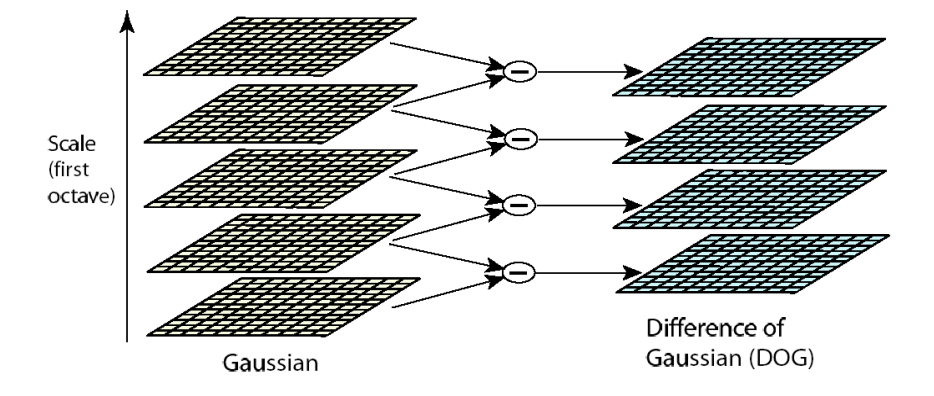 Scale
(first
octave)
Gaussian
Difference of
Gaussian (DOG)